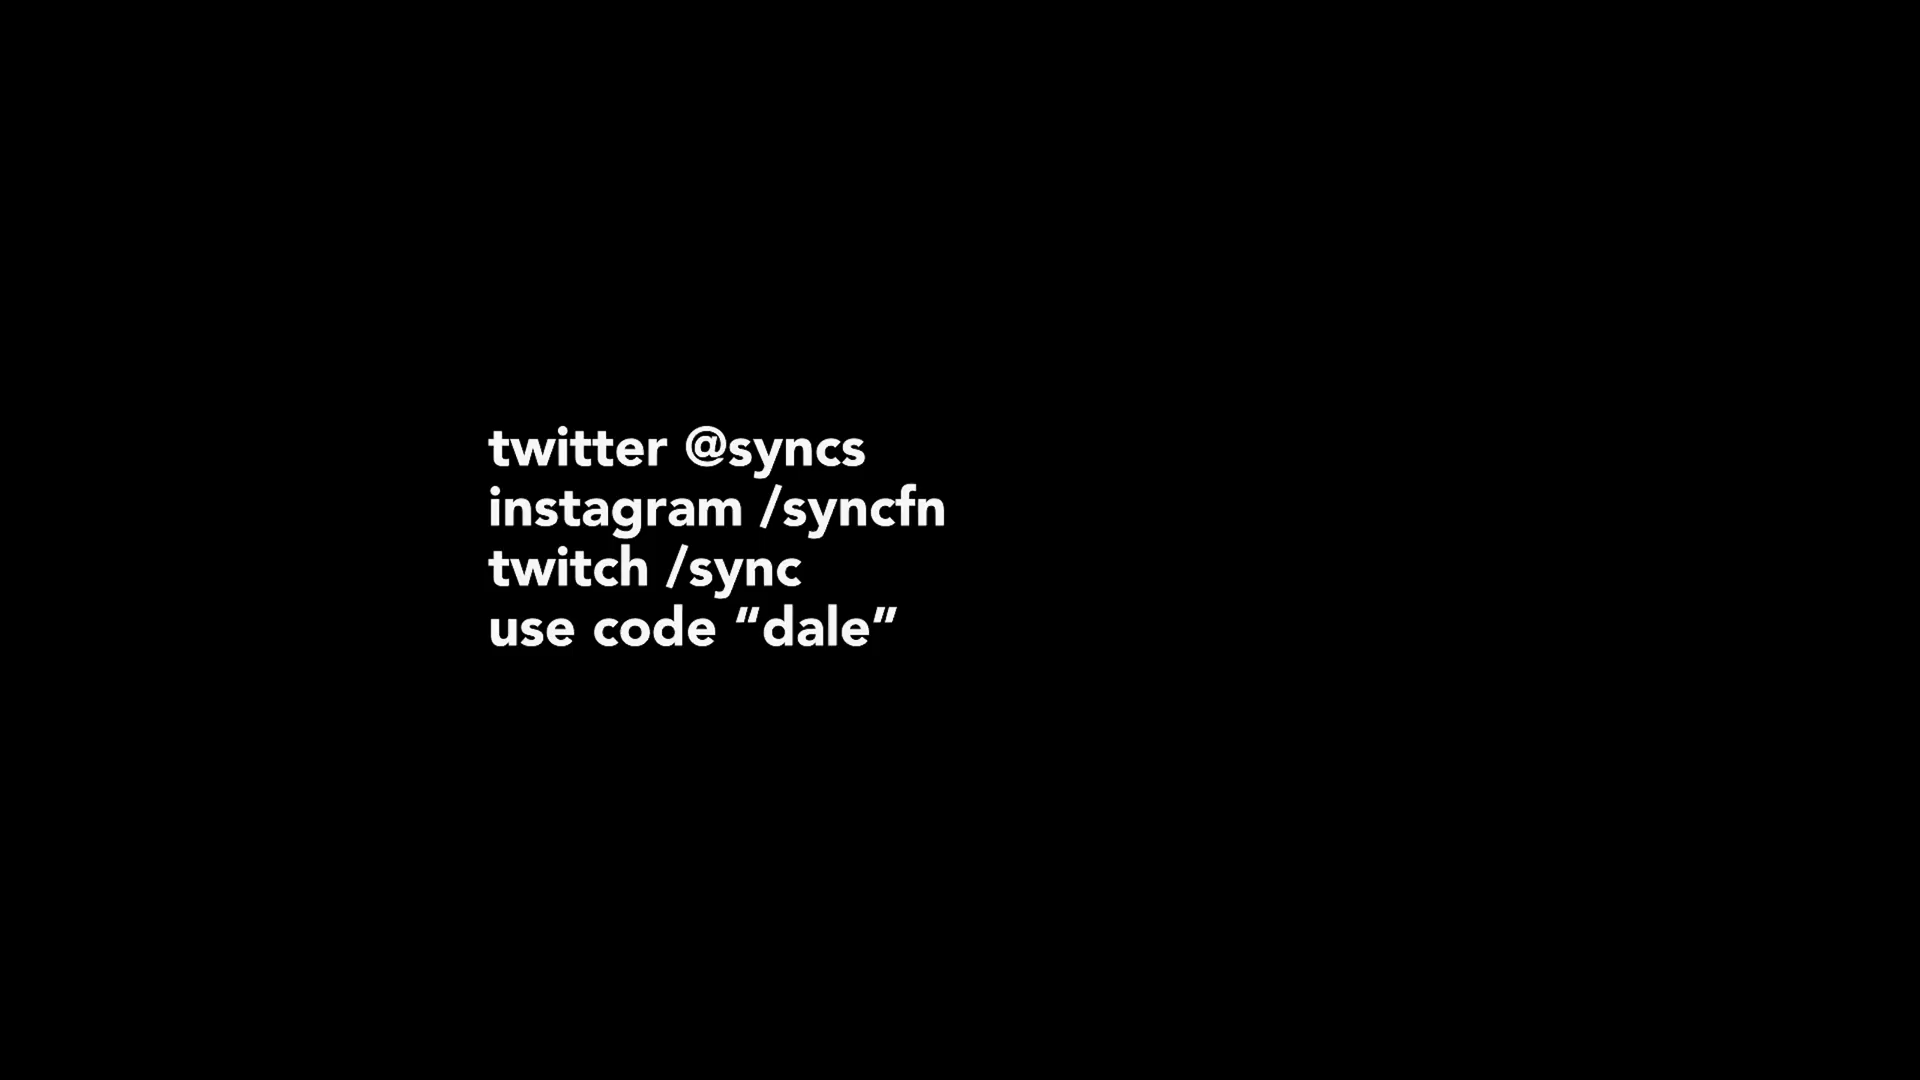 twitter @syncs
instagram /syncfn
twitch /sync
use code “dale”